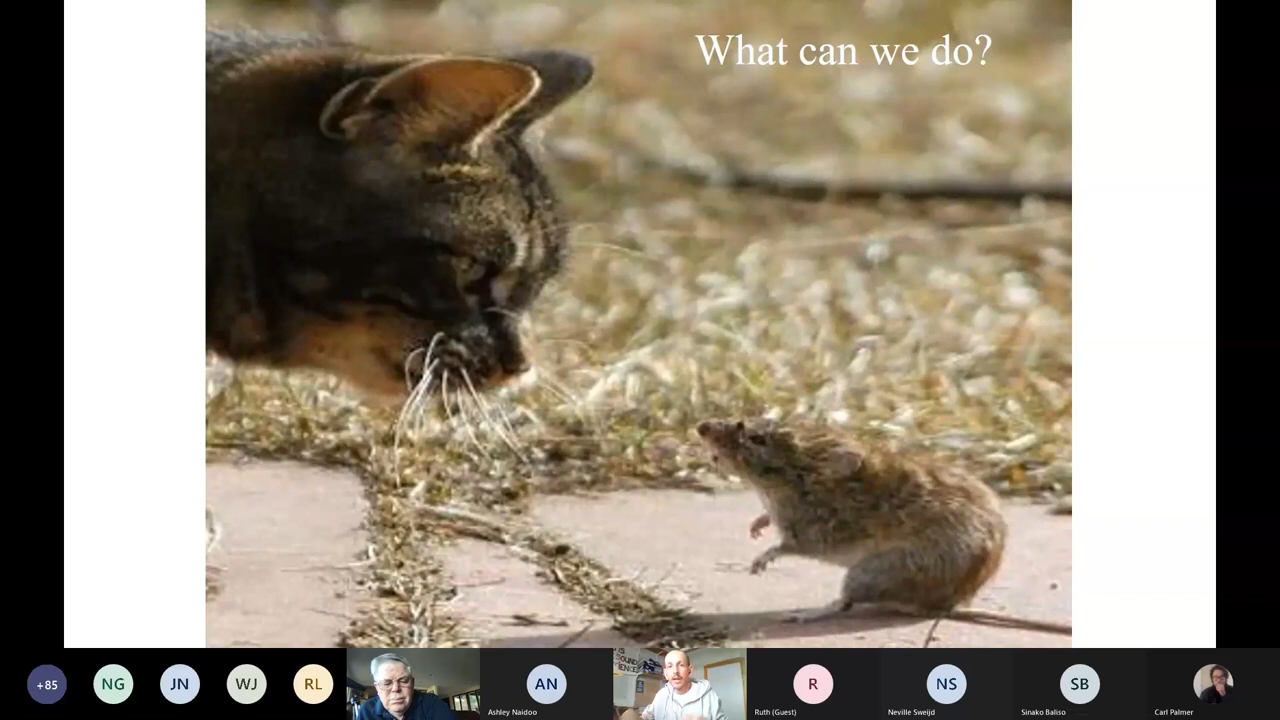 What can we do?
+85
NG
JN
WJ
RL
AN
Ashley Naidoo
R
Ruth (Guest)
NS
Neville Sweijd
SB
Sinako Baliso
Carl Palmer